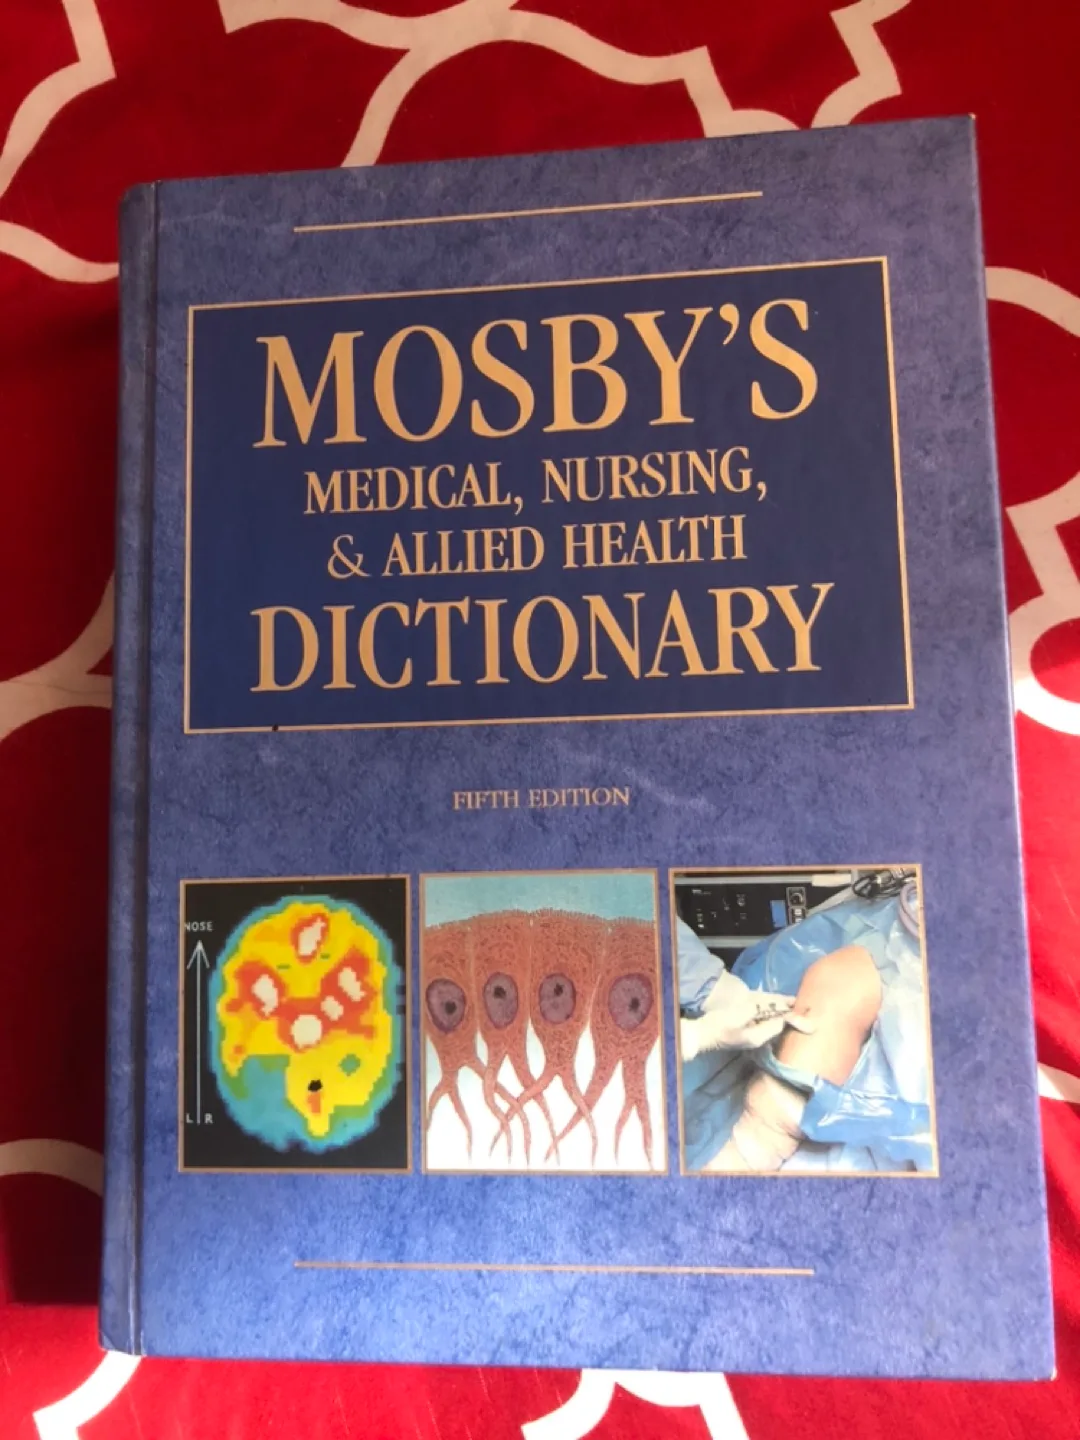 MOSBY'S
MEDICAL, NURSING,
& ALLIED HEALTH
DICTIONARY
FIFTH EDITION
NOSE
L R